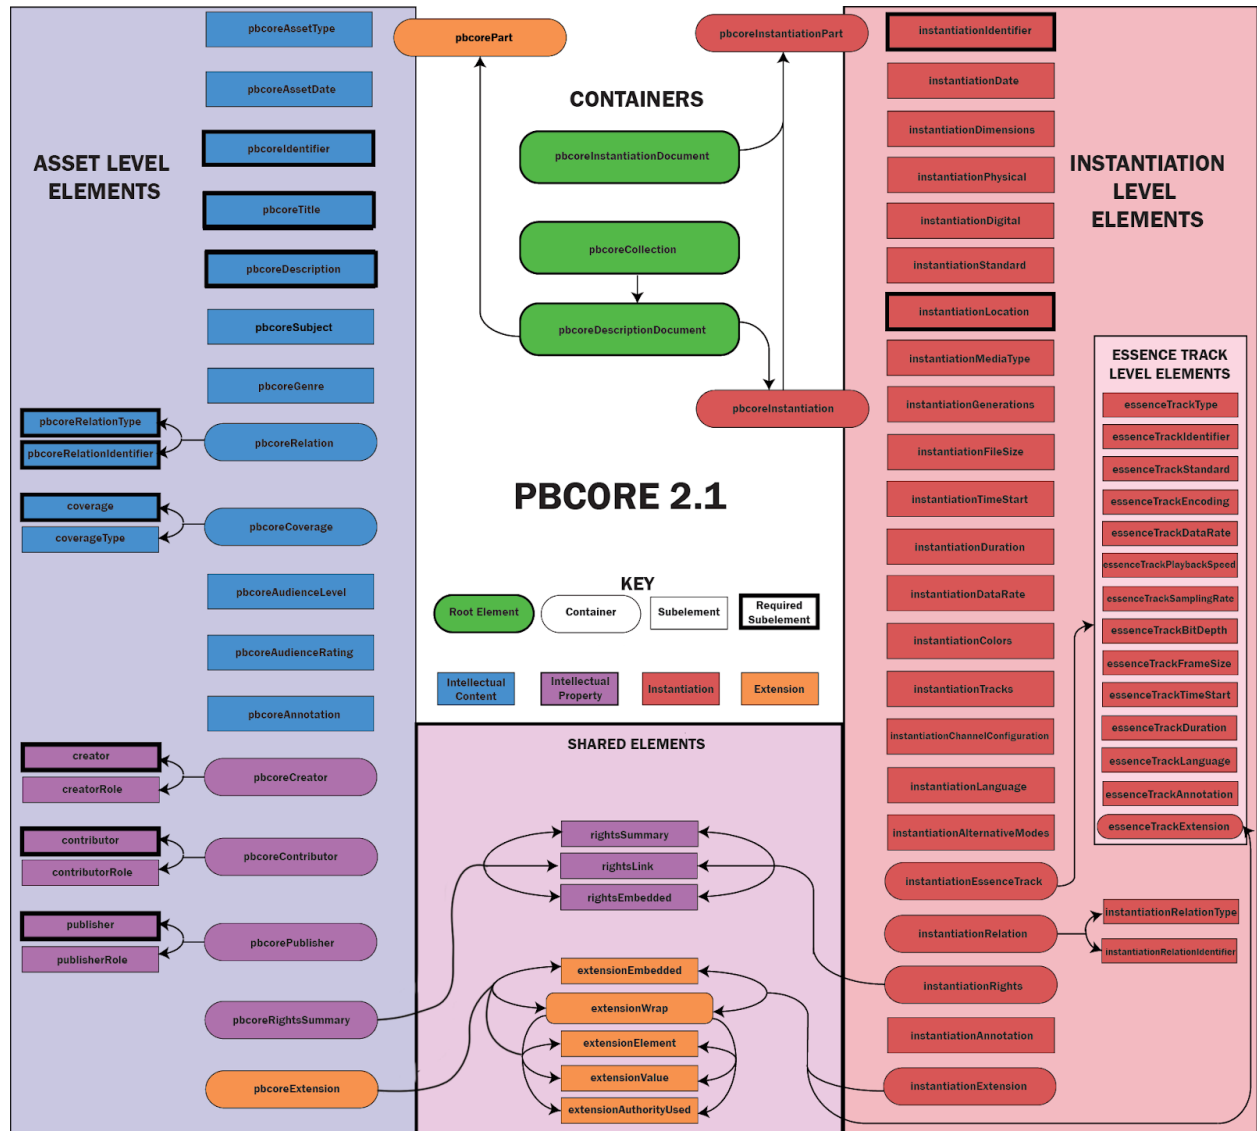 ASSET LEVEL
ELEMENTS
pbcoreAssetType
pbcoreAssetDate
pbcoreIdentifier
pbcoreTitle
pbcoreDescription
pbcoreSubject
pbcoreGenre
pbcoreRelationType
pbcoreRelationIdentifier
pbcoreRelation
coverage
coverageType
pbcoreCoverage
pbcoreAudienceLevel
pbcoreAudienceRating
pbcoreAnnotation
creator
creatorRole
pbcoreCreator
contributor
contributorRole
pbcoreContributor
publisher
publisherRole
pbcorePublisher
pbcoreRightsSummary
pbcoreExtension
pbcorePart
pbcoreInstantiationPart
CONTAINERS
pbcoreInstantiationDocument
pbcoreCollection
pbcoreDescriptionDocument
pbcoreInstantiation
PBCORE 2.1
KEY
Root Element
Container
Subelement
Required
Subelement
Intellectual
Content
Intellectual
Property
Instantiation
Extension
SHARED ELEMENTS
rightsSummary
rightsLink
rightsEmbedded
extensionEmbedded
extensionWrap
extensionElement
extensionValue
extensionAuthorityUsed
INSTANTIATION
LEVEL
ELEMENTS
instantiationIdentifier
instantiationDate
instantiationDimensions
instantiationPhysical
instantiationDigital
instantiationStandard
instantiationLocation
instantiationMediaType
instantiationGenerations
instantiationFileSize
instantiationTimeStart
instantiationDuration
instantiationDataRate
instantiationColors
instantiationTracks
instantiationChannelConfiguration
instantiationLanguage
instantiationAlternativeModes
instantiationEssenceTrack
instantiationRelation
instantiationRights
instantiationAnnotation
instantiationExtension
ESSENCE TRACK
LEVEL ELEMENTS
essenceTrackType
essenceTrackIdentifier
essenceTrackStandard
essenceTrackEncoding
essenceTrackDataRate
essenceTrackPlaybackSpeed
essenceTrackSamplingRate
essenceTrackBitDepth
essenceTrackFrameSize
essenceTrackTimeStart
essenceTrackDuration
essenceTrackLanguage
essenceTrackAnnotation
essenceTrackExtension
instantiationRelationType
instantiationRelationIdentifier